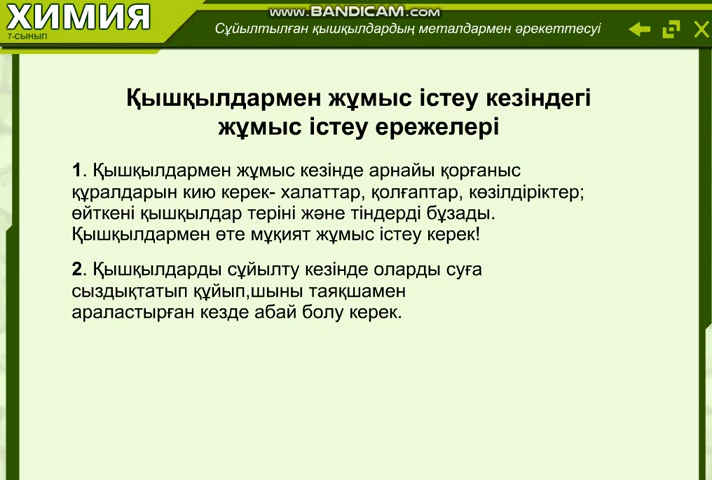 ХИМИЯ
7-СЫНЫП
www.BANDICAM.com
Сұйылтылған қышқылдардың металдармен әрекеттесуі
Қышқылдармен жұмыс істеу кезіндегі
жұмыс істеу ережелері
1. Қышқылдармен жұмыс кезінде арнайы қорғаныс
құралдарын кию керек- халаттар, қолғаптар, көзілдіріктер;
өйткені қышқылдар теріні және тіндерді бұзады.
Қышқылдармен өте мұқият жұмыс істеу керек!
2. Қышқылдарды сұйылту кезінде оларды суға
сыздықтатып құйып,шыны таяқшамен
араластырған кезде абай болу керек.